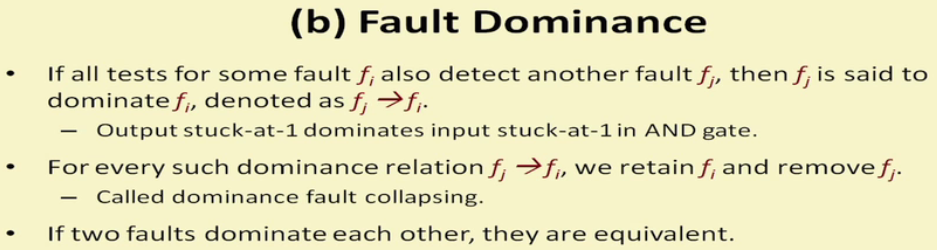 (b) Fault Dominance
• If all tests for some fault fi also detect another fault fj, then fj is said to
dominate fi, denoted as fj →fi.
– Output stuck-at-1 dominates input stuck-at-1 in AND gate.
• For every such dominance relation fj →fi, we retain fi and remove fj.
– Called dominance fault collapsing.
• If two faults dominate each other, they are equivalent.